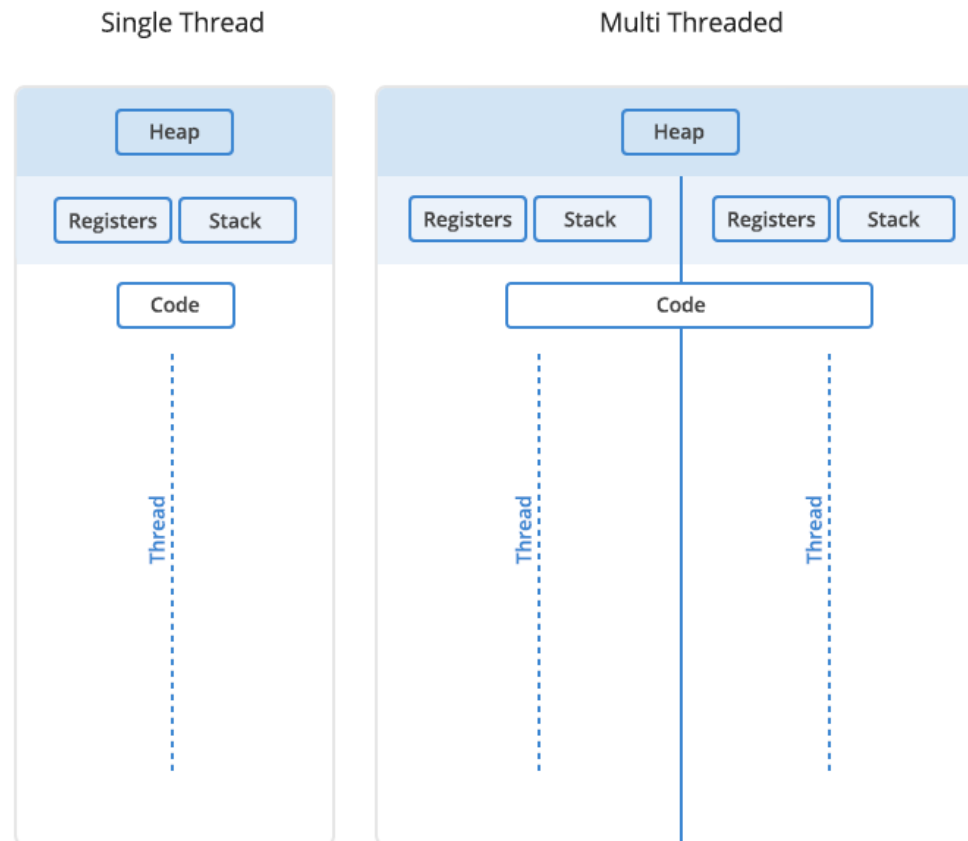 Single Thread
Multi Threaded
Heap
Heap
Registers Stack
Registers Stack
Registers Stack
Code
Code
Thread
Thread
Thread